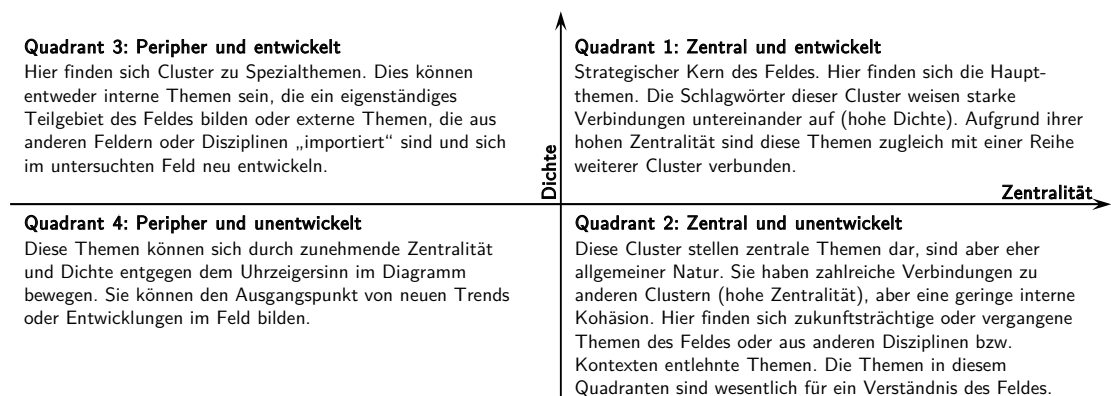 Quadrant 3: Peripher und entwickelt
Hier finden sich Cluster zu Spezialthemen. Dies können
entweder interne Themen sein, die ein eigenständiges
Teilgebiet des Feldes bilden oder externe Themen, die aus
anderen Feldern oder Disziplinen „importiert“ sind und sich
im untersuchten Feld neu entwickeln.
Quadrant 1: Zentral und entwickelt
Strategischer Kern des Feldes. Hier finden sich die Haupt-
themen. Die Schlagwörter dieser Cluster weisen starke
Verbindungen untereinander auf (hohe Dichte). Aufgrund ihrer
hohen Zentralität sind diese Themen zugleich mit einer Reihe
weiterer Cluster verbunden.
Dichte
Zentralität
Quadrant 4: Peripher und unentwickelt
Diese Themen können sich durch zunehmende Zentralität
und Dichte entgegen dem Uhrzeigersinn im Diagramm
bewegen. Sie können den Ausgangspunkt von neuen Trends
oder Entwicklungen im Feld bilden.
Quadrant 2: Zentral und unentwickelt
Diese Cluster stellen zentrale Themen dar, sind aber eher
allgemeiner Natur. Sie haben zahlreiche Verbindungen zu
anderen Clustern (hohe Zentralität), aber eine geringe interne
Kohäsion. Hier finden sich zukunftsträchtige oder vergangene
Themen des Feldes oder aus anderen Disziplinen bzw.
Kontexten entlehnte Themen. Die Themen in diesem
Quadranten sind wesentlich für ein Verständnis des Feldes.